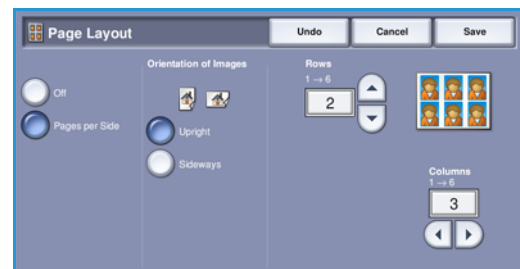 Page Layout
Undo
Cancel
Save
Off
Pages per Side
Orientation of Images
Upright
Sideways
Rows
1 → 6
2
Columns
1 → 6
3